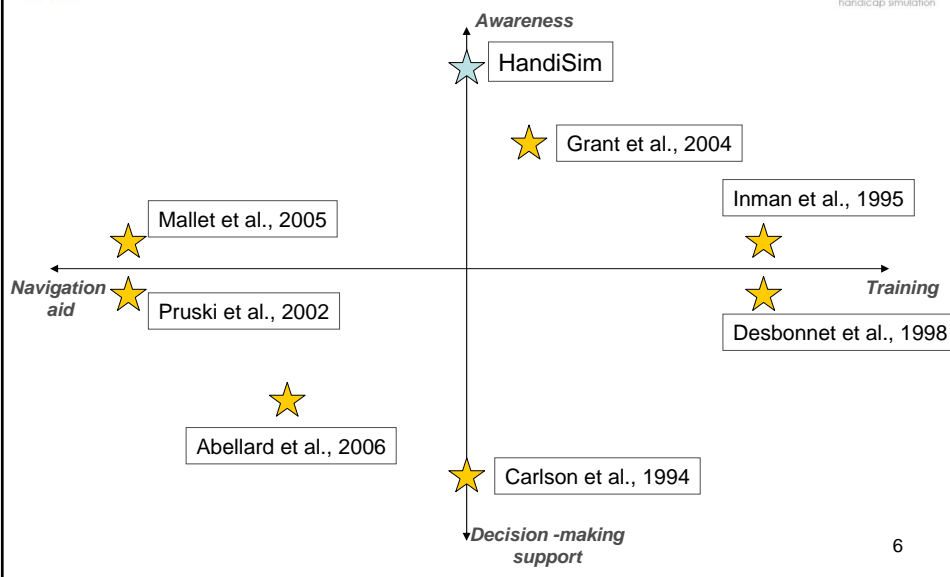 handicap simulation
Awareness
HandiSim
Grant et al., 2004
Inman et al., 1995
Mallet et al., 2005
Navigation
aid
Training
Pruski et al., 2002
Desbonnet et al., 1998
Abellard et al., 2006
Carlson et al., 1994
Decision -making
support
6